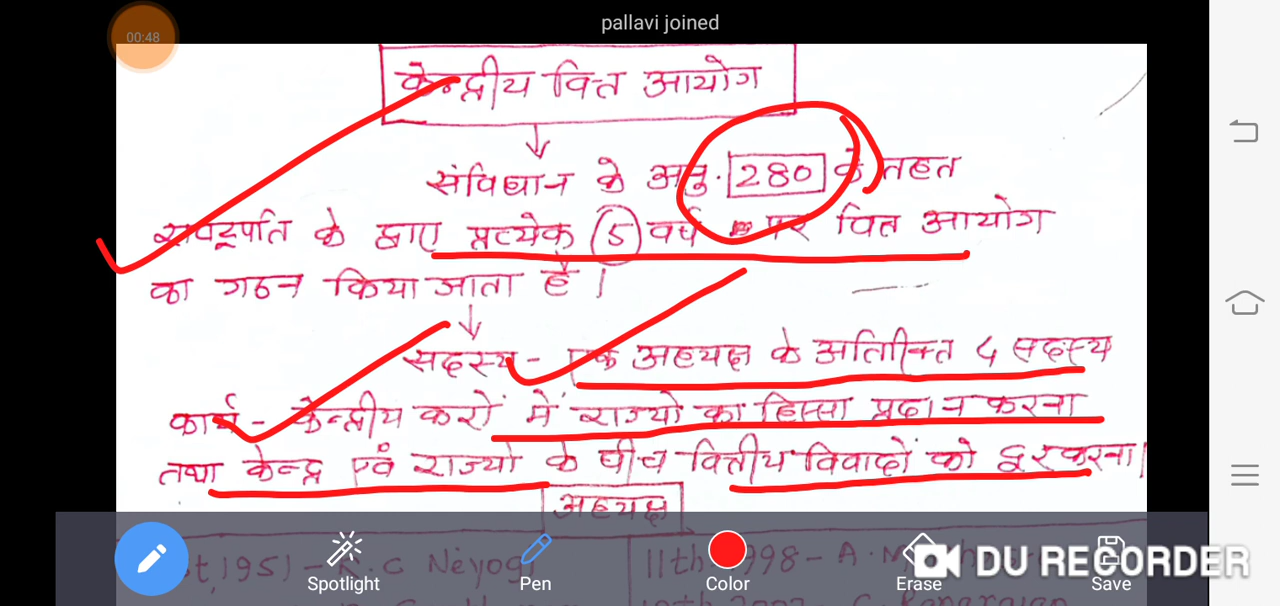 pallavi joined
00:48
केन्द्रीय वित्त आयोग
संविधान के अनु. 280 के तहत
के द्वारा प्रत्येक 5 वर्ष पर वित्त आयोग
का गठन किया जाता है।
सदस्य - एक अध्यक्ष के अतिरिक्त 4 सदस्य
कार्य - केन्द्रीय करों में राज्यो का हिस्सा प्रदान करना
तथा केन्द्र एवं राज्यो के बीच वित्तीय विवादों को दूर करना।
अध्यक्ष
1951 - K.C Neyogi
11th 1998 - A.
Spotlight Pen Color Erase Save
DU RECORDER